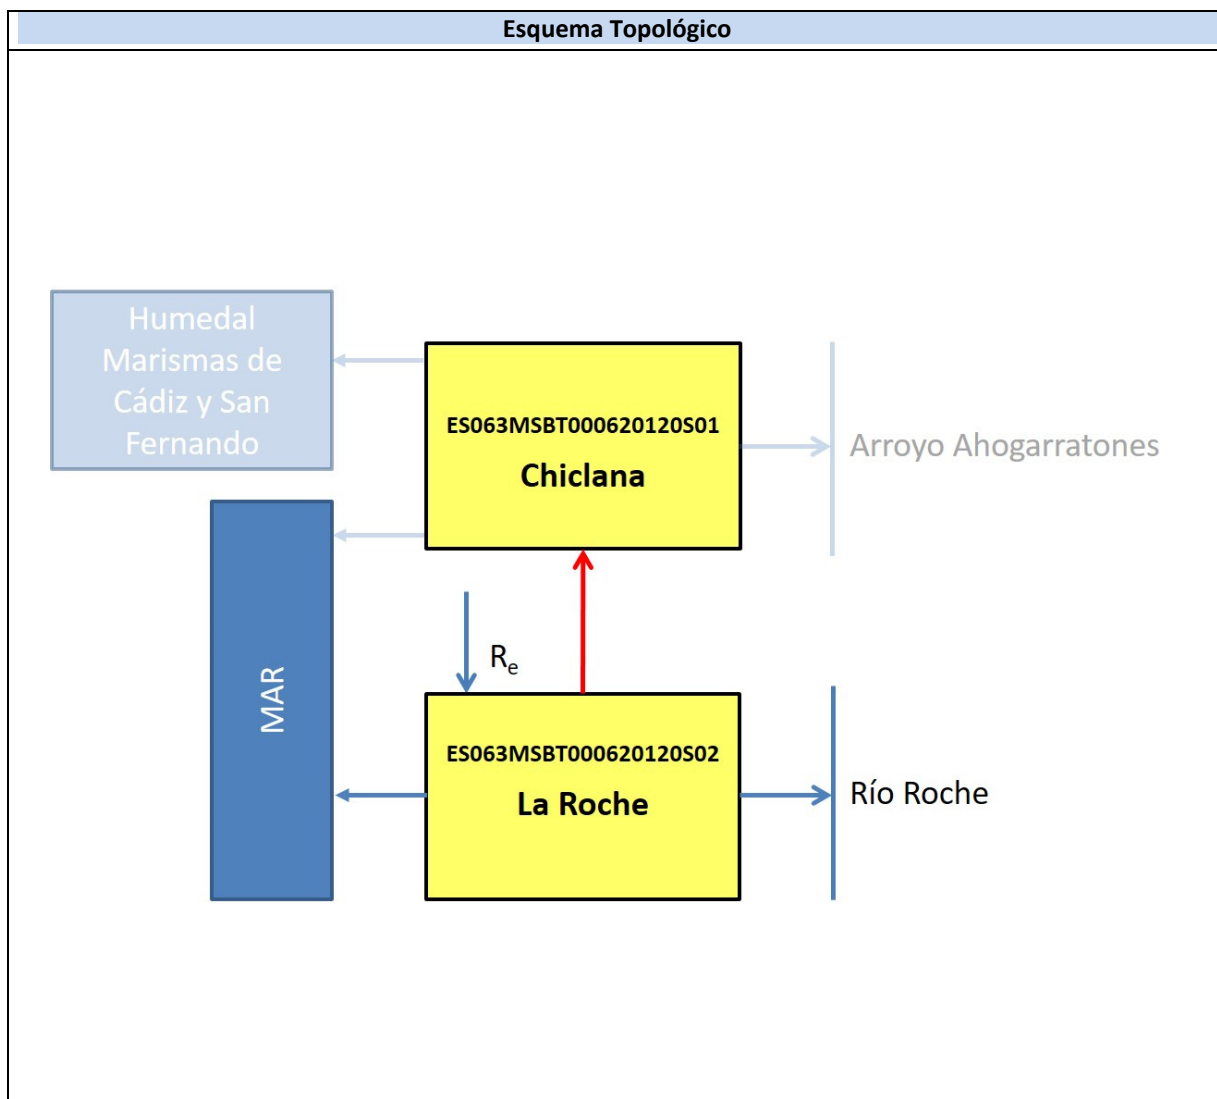 Esquema Topológico
Humedal
Marismas de
Cádiz y San
Fernando
ES063MSBT000620120S01
Chiclana
Arroyo Ahogarratones
MAR
Re
ES063MSBT000620120S02
La Roche
Río Roche